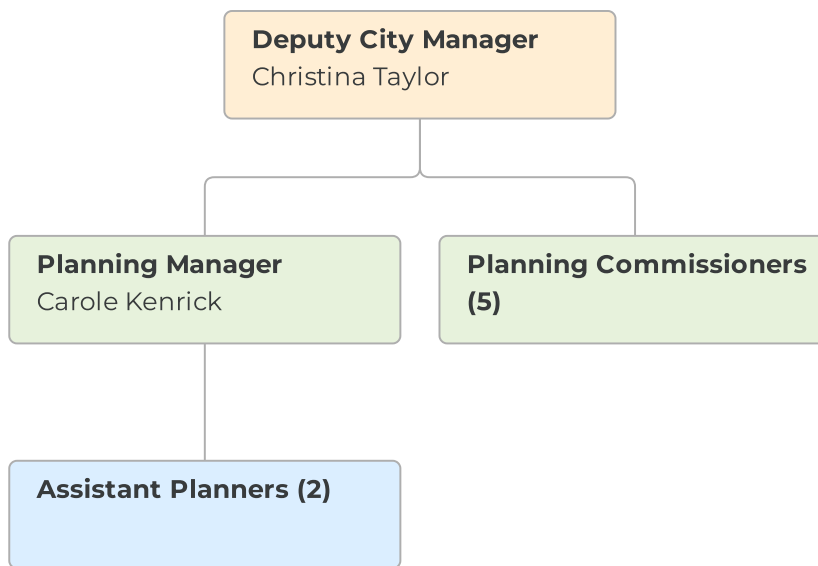 Deputy City Manager
Christina Taylor
Planning Manager
Carole Kenrick
Planning Commissioners
(5)
Assistant Planners (2)